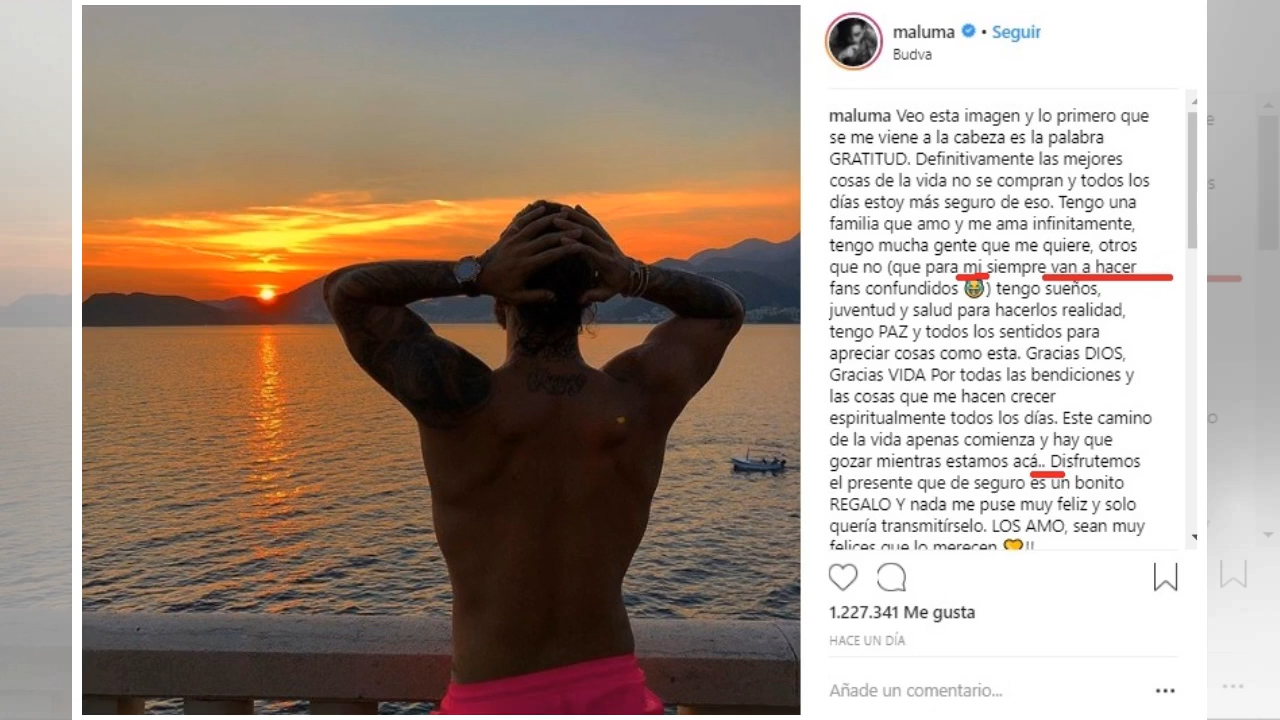 maluma • Seguir
Budva
maluma Veo esta imagen y lo primero que
se me viene a la cabeza es la palabra
GRATITUD. Definitivamente las mejores
cosas de la vida no se compran y todos los
días estoy más seguro de eso. Tengo una
familia que amo y me ama infinitamente,
tengo mucha gente que me quiere, otros
que no (que para mi siempre van a hacer
fans confundidos 😂) tengo sueños,
juventud y salud para hacerlos realidad,
tengo PAZ y todos los sentidos para
apreciar cosas como esta. Gracias DIOS,
Gracias VIDA Por todas las bendiciones y
las cosas que me hacen crecer
espiritualmente todos los días. Este camino
de la vida apenas comienza y hay que
gozar mientras estamos acá.. Disfrutemos
el presente que de seguro es un bonito
REGALO Y nada me puse muy feliz y solo
quería transmitírselo. LOS AMO, sean muy
felices que lo merecen 💛!!
1.227.341 Me gusta
HACE UN DÍA
Añade un comentario...